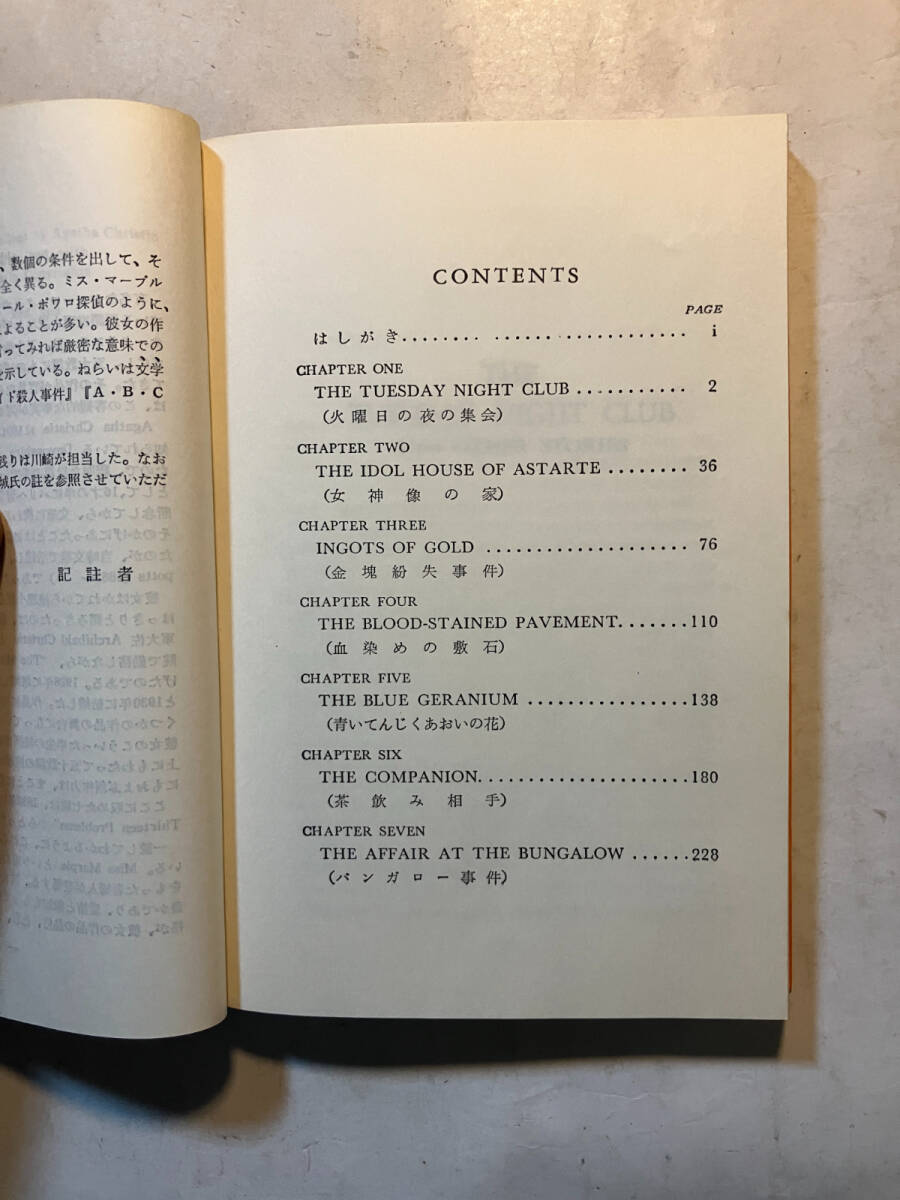 、数個の条件を出して、そ
全く異る。ミス・マープル
ール・ポワロ探偵のように、
よることが多い。彼女の作
言ってみれば厳密な意味での
を示している。ねらいは文学
イド殺人事件』『A・B・C
残りは川崎が担当した。なお
城氏の註を参照させていただ
記註者
CONTENTS
PAGE
はしがき........ ...... ............... i
CHAPTER ONE
THE TUESDAY NIGHT CLUB ........... 2
(火曜日の夜の集会)
CHAPTER TWO
THE IDOL HOUSE OF ASTARTE ........ 36
(女神像の家)
CHAPTER THREE
INGOTS OF GOLD .................... 76
(金塊紛失事件)
CHAPTER FOUR
THE BLOOD-STAINED PAVEMENT.......110
(血染めの敷石)
CHAPTER FIVE
THE BLUE GERANIUM ................138
(青いてんじくあおいの花)
CHAPTER SIX
THE COMPANION.....................180
(茶飲み相手)
CHAPTER SEVEN
THE AFFAIR AT THE BUNGALOW ......228
(バンガロー事件)